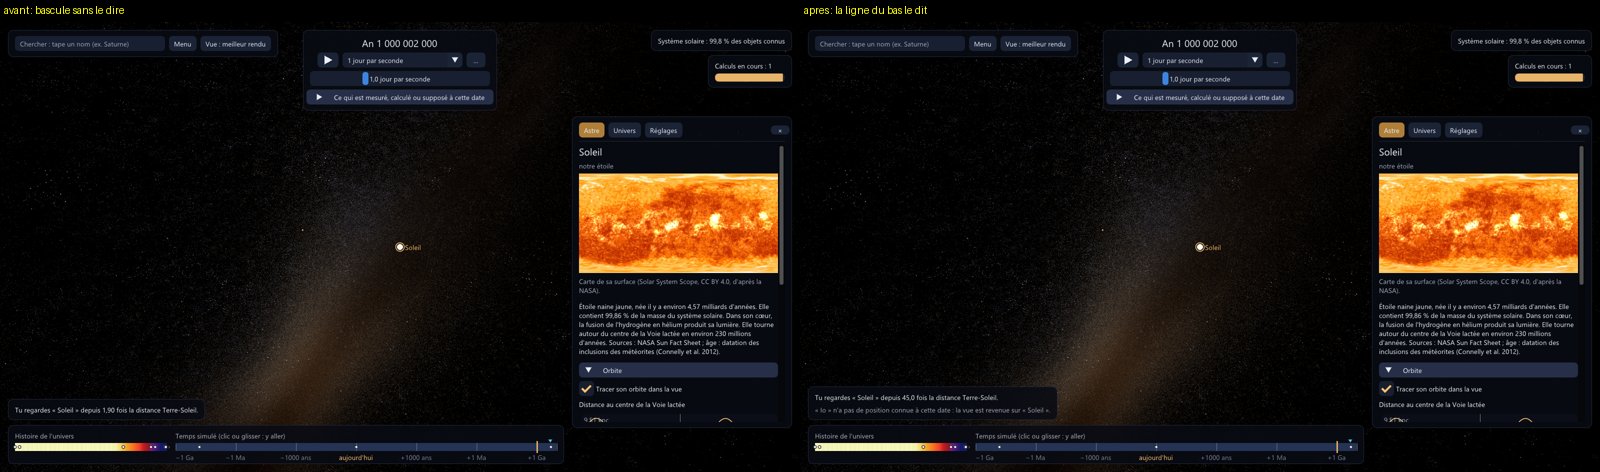 avant : bascule sans le dire
Chercher : tape un nom (ex. Saturne)
Menu
Vue : meilleur rendu
An 1 000 002 000
1 jour par seconde
...
1,0 jour par seconde
Ce qui est mesuré, calculé ou supposé à cette date
Système solaire : 99,8 % des objets connus
Calculs en cours : 1
Astre
Univers
Réglages
×
Soleil
notre étoile
Carte de sa surface (Solar System Scope, CC BY 4.0, d'après la
NASA).
Étoile naine jaune, née il y a environ 4,57 milliards d'années. Elle
contient 99,86 % de la masse du système solaire. Dans son cœur,
la fusion de l'hydrogène en hélium produit sa lumière. Elle tourne
autour du centre de la Voie lactée en environ 230 millions
d'années. Sources : NASA Sun Fact Sheet ; âge : datation des
inclusions des météorites (Connelly et al. 2012).
Orbite
Tracer son orbite dans la vue
Distance au centre de la Voie lactée
Soleil
Tu regardes « Soleil » depuis 1,90 fois la distance Terre-Soleil.
Histoire de l'univers
Temps simulé (clic ou glisser : y aller)
−1 Ga
−1 Ma
−1000 ans
aujourd'hui
+1000 ans
+1 Ma
+1 Ga
apres : la ligne du bas le dit
Chercher : tape un nom (ex. Saturne)
Menu
Vue : meilleur rendu
An 1 000 002 000
1 jour par seconde
...
1,0 jour par seconde
Ce qui est mesuré, calculé ou supposé à cette date
Système solaire : 99,8 % des objets connus
Calculs en cours : 1
Astre
Univers
Réglages
×
Soleil
notre étoile
Carte de sa surface (Solar System Scope, CC BY 4.0, d'après la
NASA).
Étoile naine jaune, née il y a environ 4,57 milliards d'années. Elle
contient 99,86 % de la masse du système solaire. Dans son cœur,
la fusion de l'hydrogène en hélium produit sa lumière. Elle tourne
autour du centre de la Voie lactée en environ 230 millions
d'années. Sources : NASA Sun Fact Sheet ; âge : datation des
inclusions des météorites (Connelly et al. 2012).
Orbite
Tracer son orbite dans la vue
Distance au centre de la Voie lactée
Soleil
Tu regardes « Soleil » depuis 45,0 fois la distance Terre-Soleil.
« Io » n'a pas de position connue à cette date : la vue est revenue sur « Soleil ».
Histoire de l'univers
Temps simulé (clic ou glisser : y aller)
−1 Ga
−1 Ma
−1000 ans
aujourd'hui
+1000 ans
+1 Ma
+1 Ga